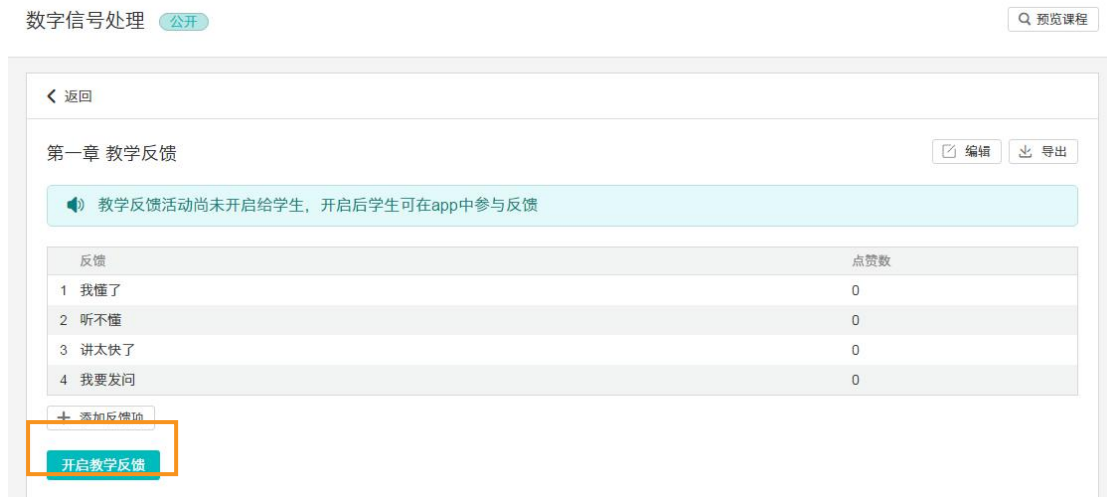 数字信号处理 公开 预览课程
返回
第一章 教学反馈 编辑 导出
教学反馈活动尚未开启给学生，开启后学生可在app中参与反馈
反馈 点赞数
1 我懂了 0
2 听不懂 0
3 讲太快了 0
4 我要发问 0
添加反馈项
开启教学反馈